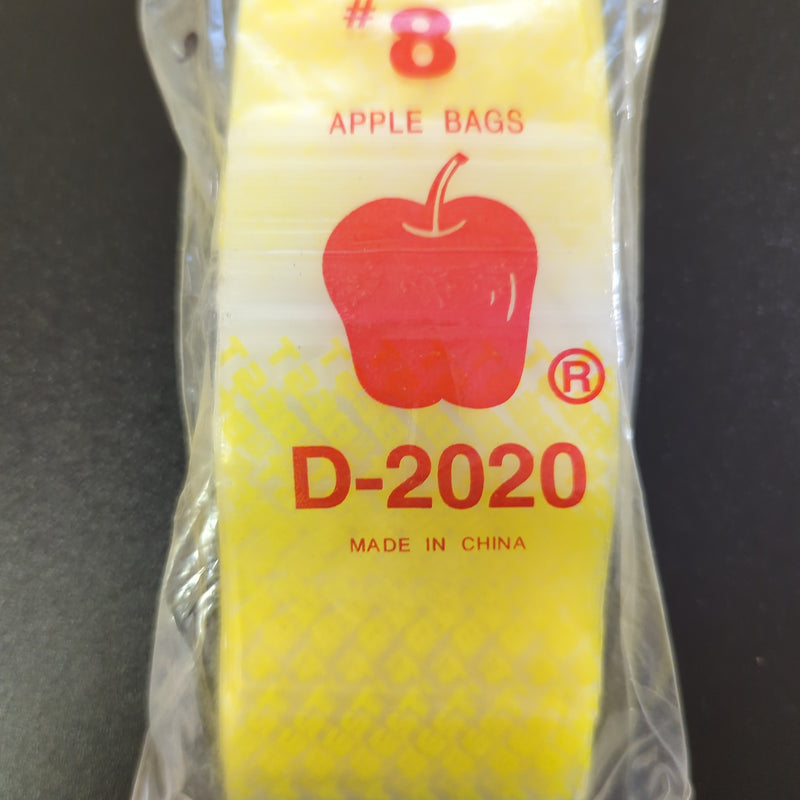 #8
APPLE BAGS
®
D-2020
MADE IN CHINA